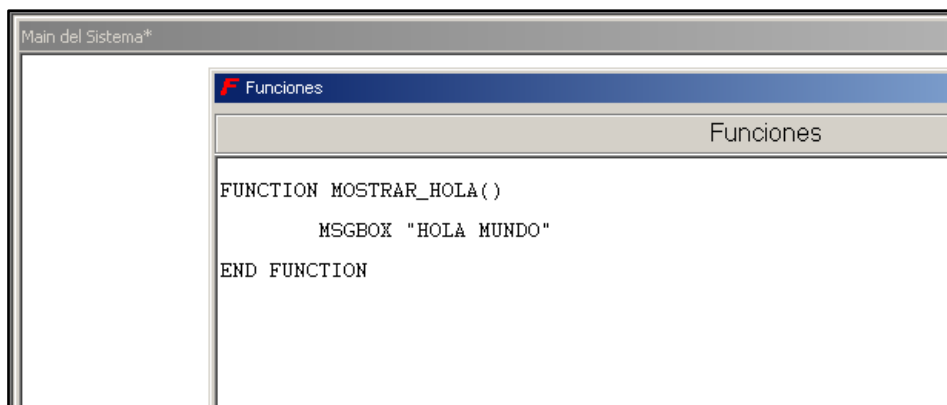 Main del Sistema*
F Funciones
Funciones
FUNCTION MOSTRAR_HOLA()
MSGBOX "HOLA MUNDO"
END FUNCTION